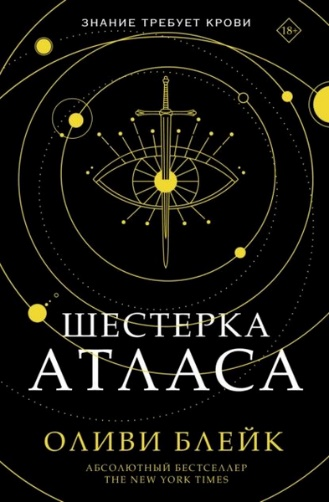 ЗНАНИЕ ТРЕБУЕТ КРОВИ
18+
ШЕСТЕРКА
АТЛАСА
ОЛИВИ БЛЕЙК
АБСОЛЮТНЫЙ БЕСТСЕЛЛЕР
THE NEW YORK TIMES